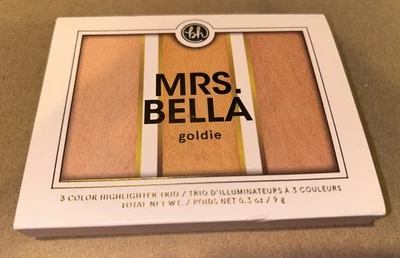 bh
MRS.
BELLA
goldie
3 COLOR HIGHLIGHTER TRIO / TRIO D'ILLUMINATEURS À 3 COULEURS
TOTAL NET WT. / POIDS NET 0.3 oz / 9 g